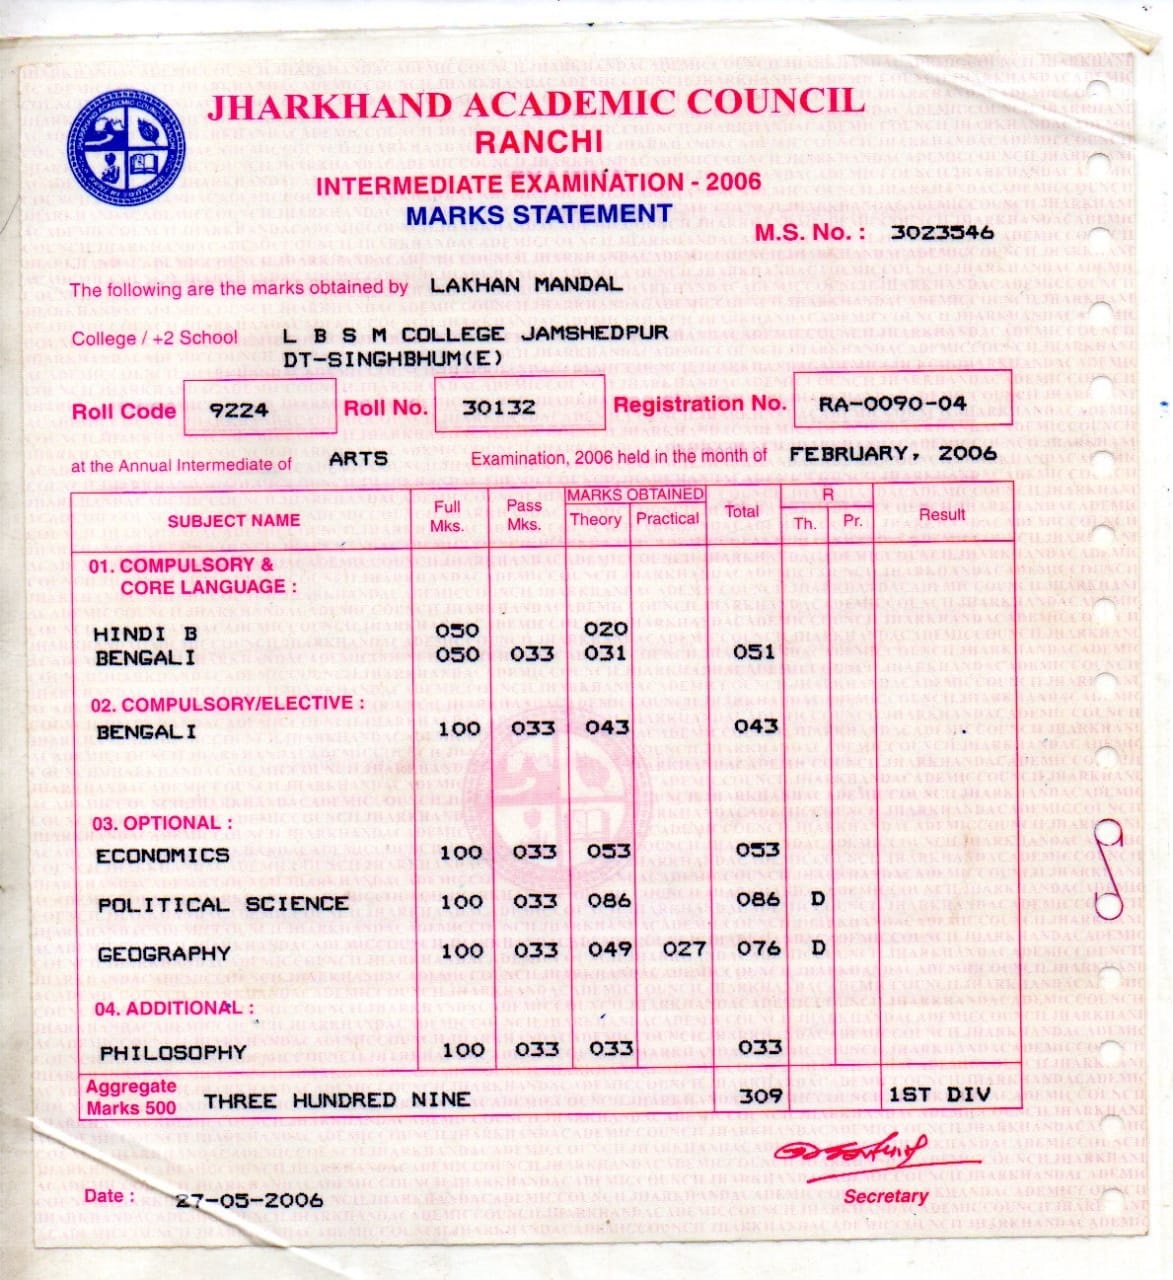 JHARKHAND ACADEMIC COUNCIL
RANCHI
INTERMEDIATE EXAMINATION - 2006
MARKS STATEMENT
M.S. No. : 3023546
The following are the marks obtained by LAKHAN MANDAL
College / +2 School L B S M COLLEGE JAMSHEDPUR
DT-SINGHBHUM(E)
Roll Code 9224 Roll No. 30132 Registration No. RA-0090-04
at the Annual Intermediate of ARTS Examination, 2006 held in the month of FEBRUARY, 2006
SUBJECT NAME Full Mks. Pass Mks. MARKS OBTAINED Theory Practical Total R Th. Pr. Result
01. COMPULSORY &
CORE LANGUAGE :
HINDI B 050 020
BENGALI 050 033 031 051
02. COMPULSORY/ELECTIVE :
BENGALI 100 033 043 043
03. OPTIONAL :
ECONOMICS 100 033 053 053
POLITICAL SCIENCE 100 033 086 086 D
GEOGRAPHY 100 033 049 027 076 D
04. ADDITIONAL :
PHILOSOPHY 100 033 033 033
Aggregate
Marks 500 THREE HUNDRED NINE 309 1ST DIV
Date : 27-05-2006
Secretary